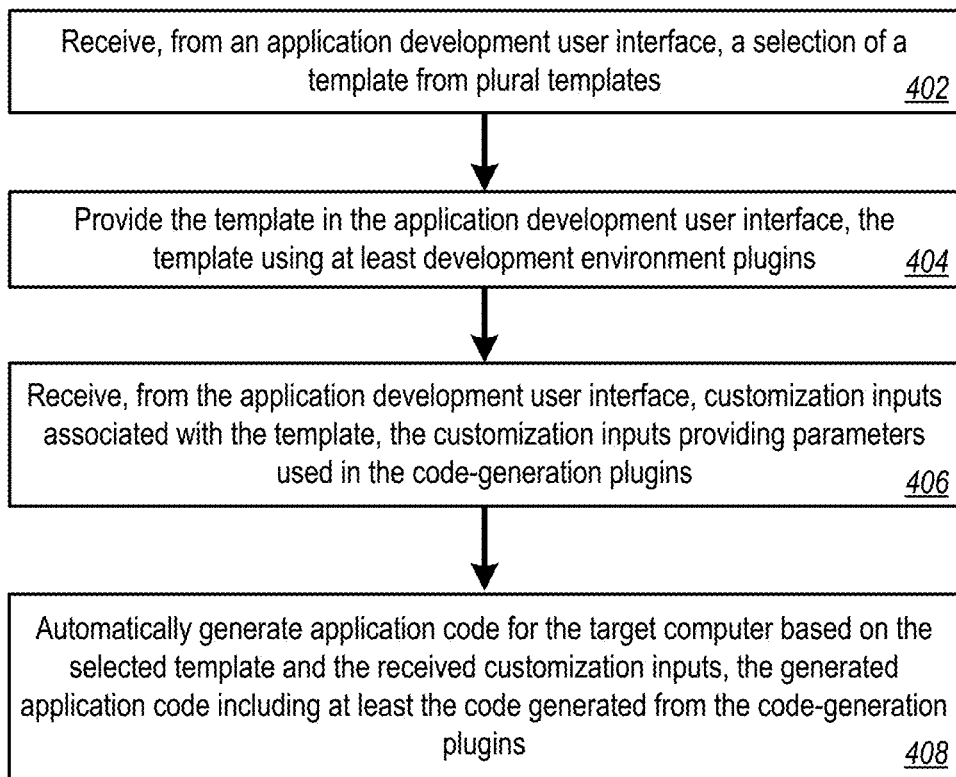 Receive, from an application development user interface, a selection of a
template from plural templates
402
Provide the template in the application development user interface, the
template using at least development environment plugins
404
Receive, from the application development user interface, customization inputs
associated with the template, the customization inputs providing parameters
used in the code-generation plugins
406
Automatically generate application code for the target computer based on the
selected template and the received customization inputs, the generated
application code including at least the code generated from the code-generation
plugins
408